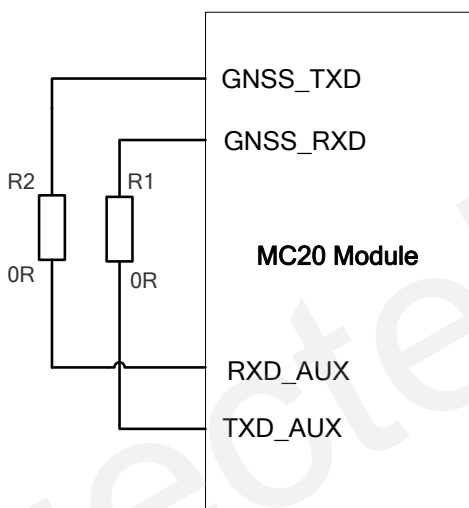 GNSS_TXD
GNSS_RXD
R2
R1
0R
0R
MC20 Module
RXD_AUX
TXD_AUX